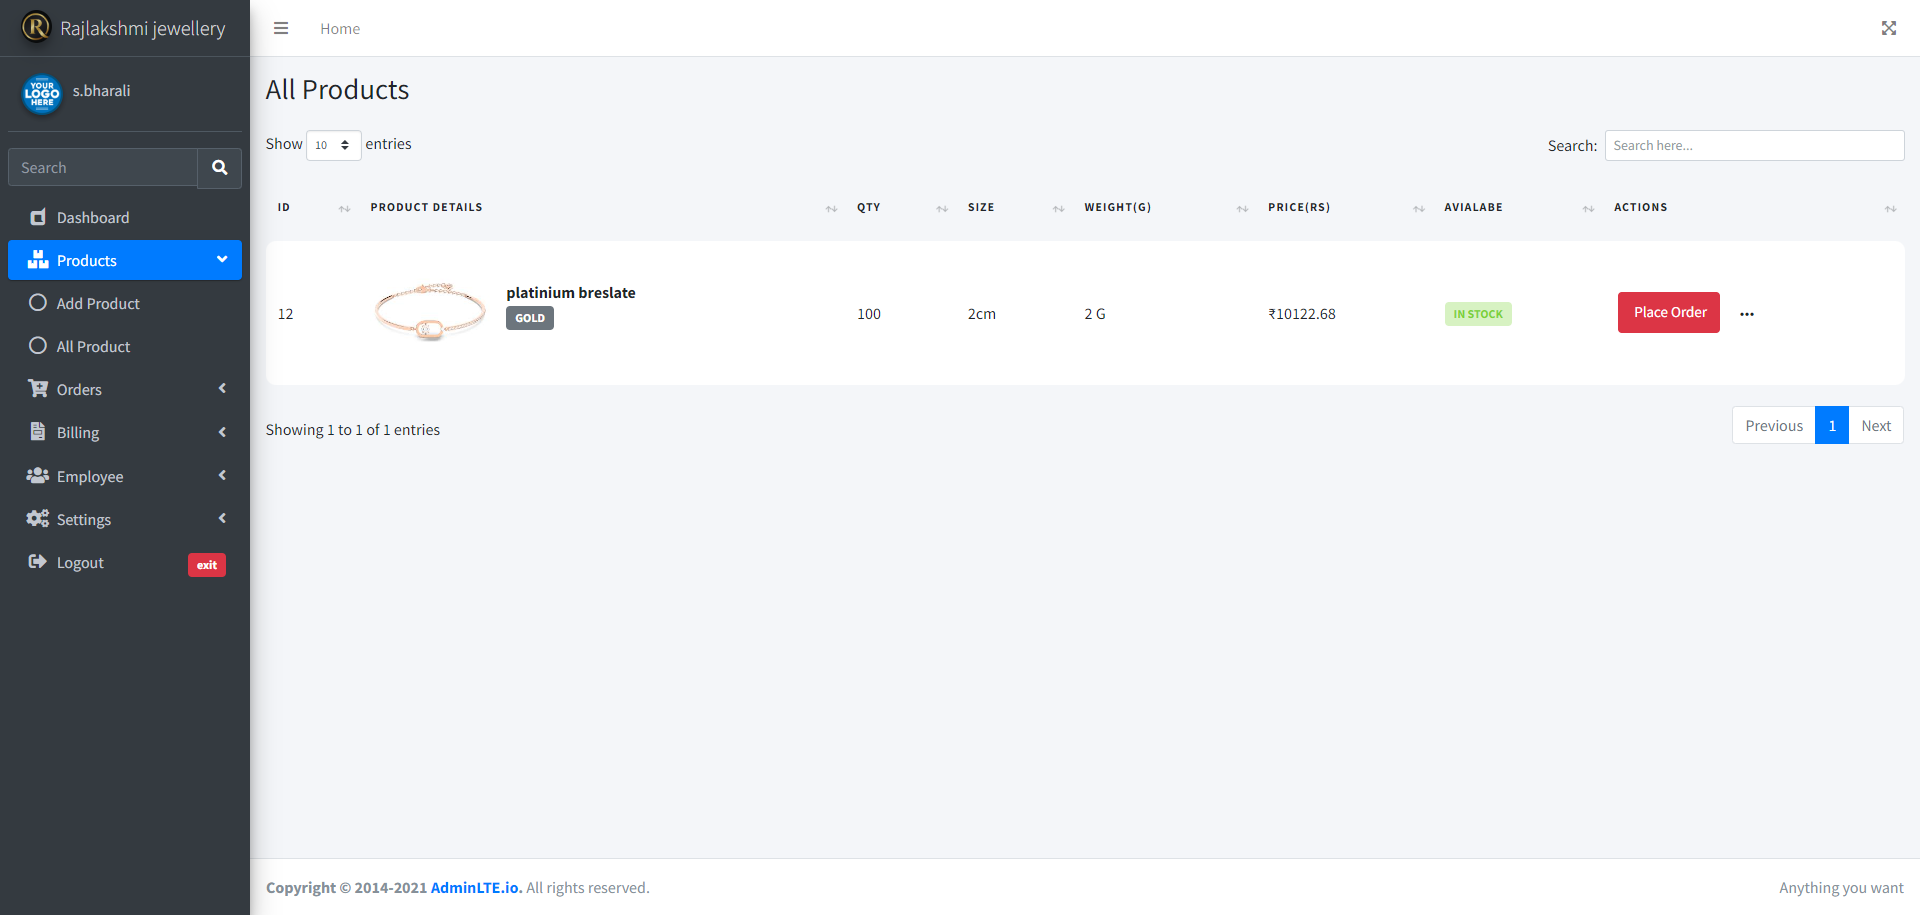 R Rajlakshmi jewellery
Home
YOUR
LOGO
HERE
s.bharali
Search
Dashboard
Products
Add Product
All Product
Orders
Billing
Employee
Settings
Logout exit
All Products
Show 10 entries
Search: Search here...
ID PRODUCT DETAILS QTY SIZE WEIGHT(G) PRICE(RS) AVIALABE ACTIONS
platinium breslate
GOLD
12 100 2cm 2 G ₹10122.68 IN STOCK Place Order ...
Showing 1 to 1 of 1 entries
Previous 1 Next
Copyright © 2014-2021 AdminLTE.io. All rights reserved.
Anything you want